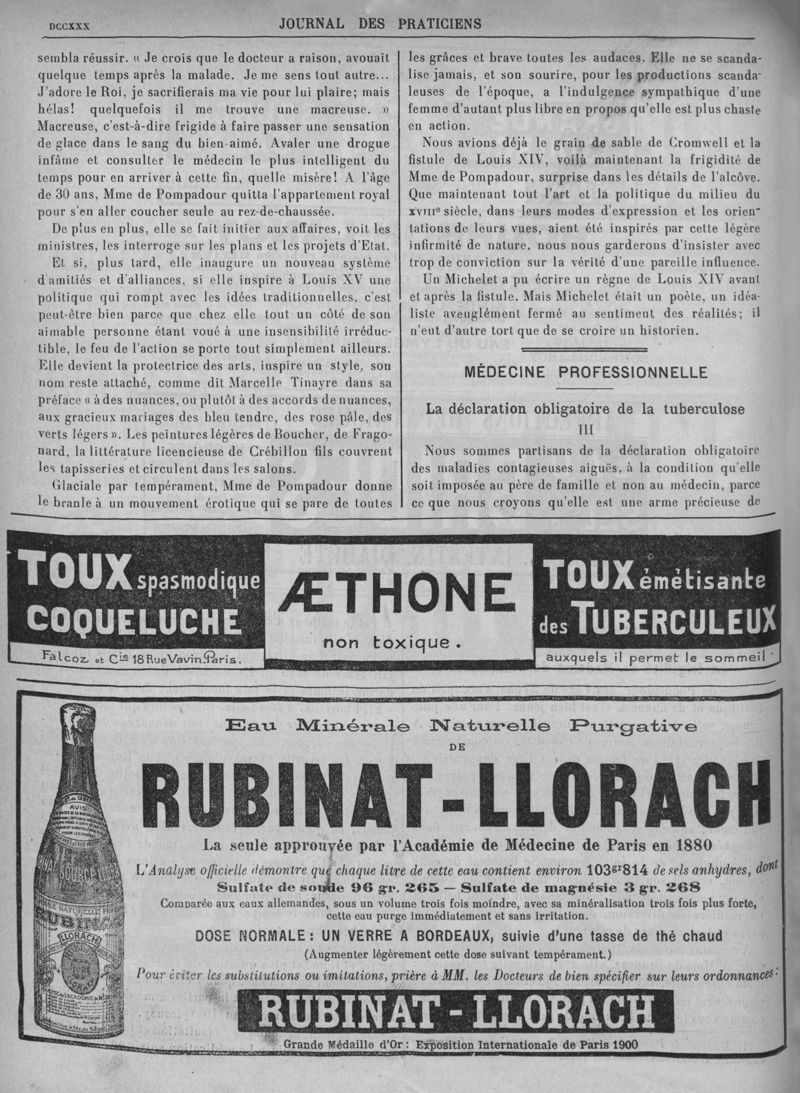 DCCXXX
JOURNAL DES PRATICIENS
sembla réussir. « Je crois que le docteur a raison, avouait
quelque temps après la malade. Je me sens tout autre...
J'adore le Roi, je sacrifierais ma vie pour lui plaire; mais
hélas! quelquefois il me trouve une macreuse. »
Macreuse, c'est-à-dire frigide à faire passer une sensation
de glace dans le sang du bien-aimé. Avaler une drogue
infâme et consulter le médecin le plus intelligent du
temps pour en arriver à cette fin, quelle misère! A l'âge
de 30 ans, Mme de Pompadour quitta l'appartement royal
pour s'en aller coucher seule au rez-de-chaussée.
De plus en plus, elle se fait initier aux affaires, voit les
ministres, les interroge sur les plans et les projets d'Etat.
Et si, plus tard, elle inaugure un nouveau système
d'amitiés et d'alliances, si elle inspire à Louis XV une
politique qui rompt avec les idées traditionnelles, c'est
peut-être bien parce que chez elle tout un côté de son
aimable personne étant voué à une insensibilité irréduc-
tible, le feu de l'action se porte tout simplement ailleurs.
Elle devient la protectrice des arts, inspire un style, son
nom reste attaché, comme dit Marcelle Tinayre dans sa
préface « à des nuances, ou plutôt à des accords de nuances,
aux gracieux mariages des bleu tendre, des rose pâle, des
verts légers ». Les peintures légères de Boucher, de Frago-
nard, la littérature licencieuse de Crébillon fils couvrent
les tapisseries et circulent dans les salons.
Glaciale par tempérament, Mme de Pompadour donne
le branle à un mouvement érotique qui se pare de toutes
les grâces et brave toutes les audaces. Elle ne se scanda-
lise jamais, et son sourire, pour les productions scanda-
leuses de l'époque, a l'indulgence sympathique d'une
femme d'autant plus libre en propos qu'elle est plus chaste
en action.
Nous avions déjà le grain de sable de Cromwell et la
fistule de Louis XIV, voilà maintenant la frigidité de
Mme de Pompadour, surprise dans les détails de l'alcôve.
Que maintenant tout l'art et la politique du milieu du
XVIIIe siècle, dans leurs modes d'expression et les orien-
tations de leurs vues, aient été inspirés par cette légère
infirmité de nature, nous nous garderons d'insister avec
trop de conviction sur la vérité d'une pareille influence.
Un Michelet a pu écrire un règne de Louis XIV avant
et après la fistule. Mais Michelet était un poète, un idéa-
liste aveuglément fermé au sentiment des réalités; il
n'eut d'autre tort que de se croire un historien.
MÉDECINE PROFESSIONNELLE
La déclaration obligatoire de la tuberculose
III
Nous sommes partisans de la déclaration obligatoire
des maladies contagieuses aiguës, à la condition qu'elle
soit imposée au père de famille et non au médecin, parce
ce que nous croyons qu'elle est une arme précieuse de
TOUX spasmodique
COQUELUCHE
Falcoz et Cie 18 Rue Vavin. Paris.
ÆTHONE
non toxique.
TOUX émétisante
des TUBERCULEUX
auxquels il permet le sommeil
Eau Minérale Naturelle Purgative
DE
RUBINAT-LLORACH
La seule approuvée par l'Académie de Médecine de Paris en 1880
L'Analyse officielle démontre que chaque litre de cette eau contient environ 103gr814 de sels anhydres, dont
Sulfate de soude 96 gr. 265 — Sulfate de magnésie 3 gr. 268
Comparée aux eaux allemandes, sous un volume trois fois moindre, avec sa minéralisation trois fois plus forte,
cette eau purge immédiatement et sans irritation.
DOSE NORMALE: UN VERRE A BORDEAUX, suivie d'une tasse de thé chaud
(Augmenter légèrement cette dose suivant tempérament.)
Pour éviter les substitutions ou imitations, prière à MM. les Docteurs de bien spécifier sur leurs ordonnances:
RUBINAT-LLORACH
Grande Médaille d'Or: Exposition Internationale de Paris 1900
AVIS
RUBINAT
LLORACH